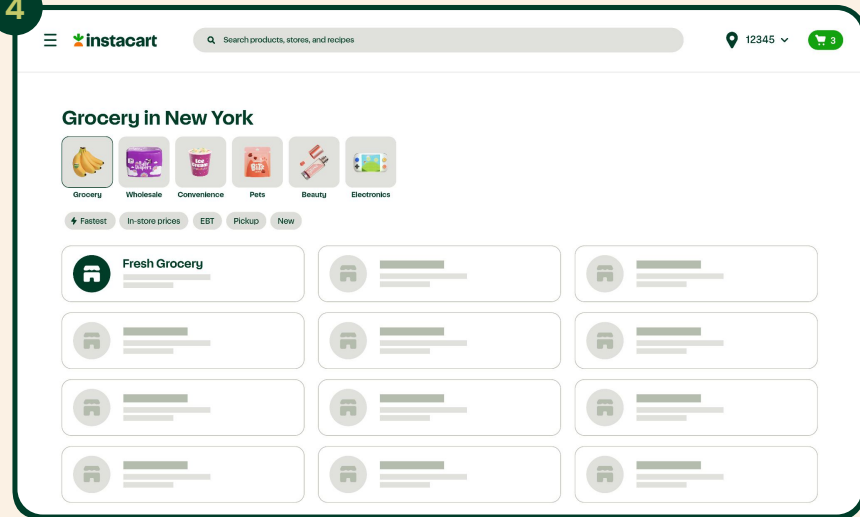 4
instacart
Search products, stores, and recipes
12345
3
Grocery in New York
Grocery
Wholesale
Convenience
Pets
Beauty
Electronics
Fastest
In-store prices
EBT
Pickup
New
Fresh Grocery